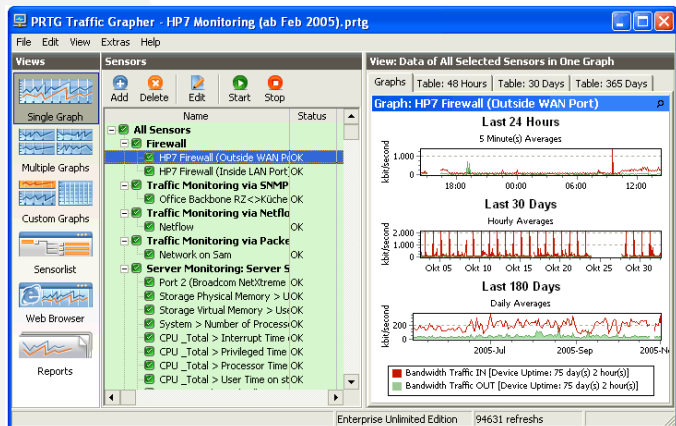 PRTG Traffic Grapher - HP7 Monitoring (ab Feb 2005).prtg
File Edit View Extras Help
Views
Single Graph
Multiple Graphs
Custom Graphs
Sensorlist
Web Browser
Reports
Sensors
Add Delete Edit Start Stop
Name Status
All Sensors
Firewall
HP7 Firewall (Outside WAN Po OK
HP7 Firewall (Inside LAN Port) OK
Traffic Monitoring via SNMP
Office Backbone RZ<>Küche OK
Traffic Monitoring via Netflo
Netflow OK
Traffic Monitoring via Packe
Network on Sam OK
Server Monitoring: Server S
Port 2 (Broadcom NetXtreme OK
Storage Physical Memory > U OK
Storage Virtual Memory > Use OK
System > Number of Process OK
CPU _Total > Interrupt Time OK
CPU _Total > Privileged Time OK
CPU _Total > Processor Time OK
CPU _Total > User Time on st OK
View: Data of All Selected Sensors in One Graph
Graphs Table: 48 Hours Table: 30 Days Table: 365 Days
Graph: HP7 Firewall (Outside WAN Port)
Last 24 Hours
5 Minute(s) Averages
kbit/second
1.000
0
18:00 00:00 06:00 12:00
Last 30 Days
Hourly Averages
kbit/second
2.000
1.000
0
Okt 05 Okt 10 Okt 15 Okt 20 Okt 25 Okt 30
Last 180 Days
Daily Averages
kbit/second
200
0
2005-Jul 2005-Sep 2005-N
Bandwidth Traffic IN [Device Uptime: 75 day(s) 2 hour(s)]
Bandwidth Traffic OUT [Device Uptime: 75 day(s) 2 hour(s)]
Enterprise Unlimited Edition 94631 refreshs